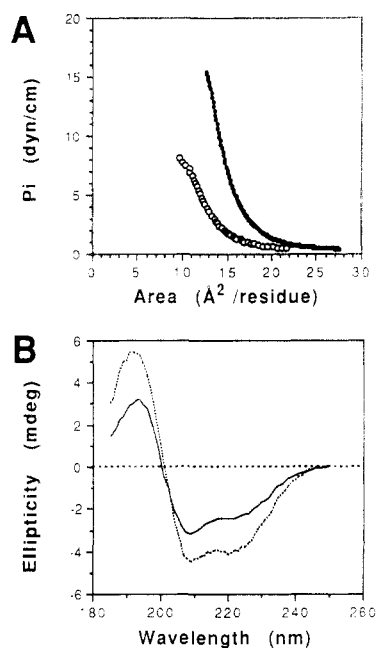 A
20
15
10
5
0
Pi (dyn/cm)
0 5 10 15 20 25 30
Area (Å² /residue)
B
6
4
2
0
-2
-4
-6
Ellipticity (mdeg)
180 200 220 240 260
Wavelength (nm)